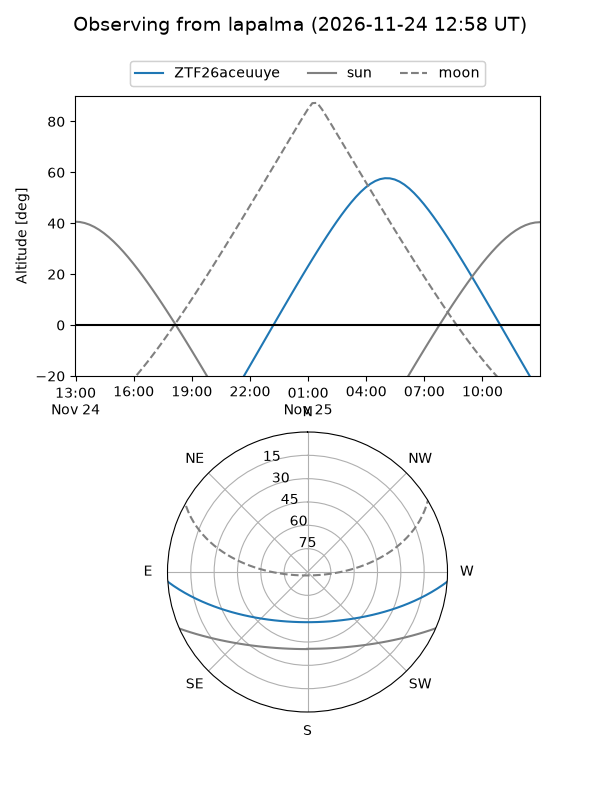 Observing from lapalma (2026-11-24 12:58 UT)
ZTF26aceuuye sun moon
Altitude [deg]
80
60
40
20
0
−20
13:00 16:00 19:00 22:00 01:00 04:00 07:00 10:00
Nov 24 Nov 25
N
NE NW
15
30
45
60
75
E W
SE SW
S